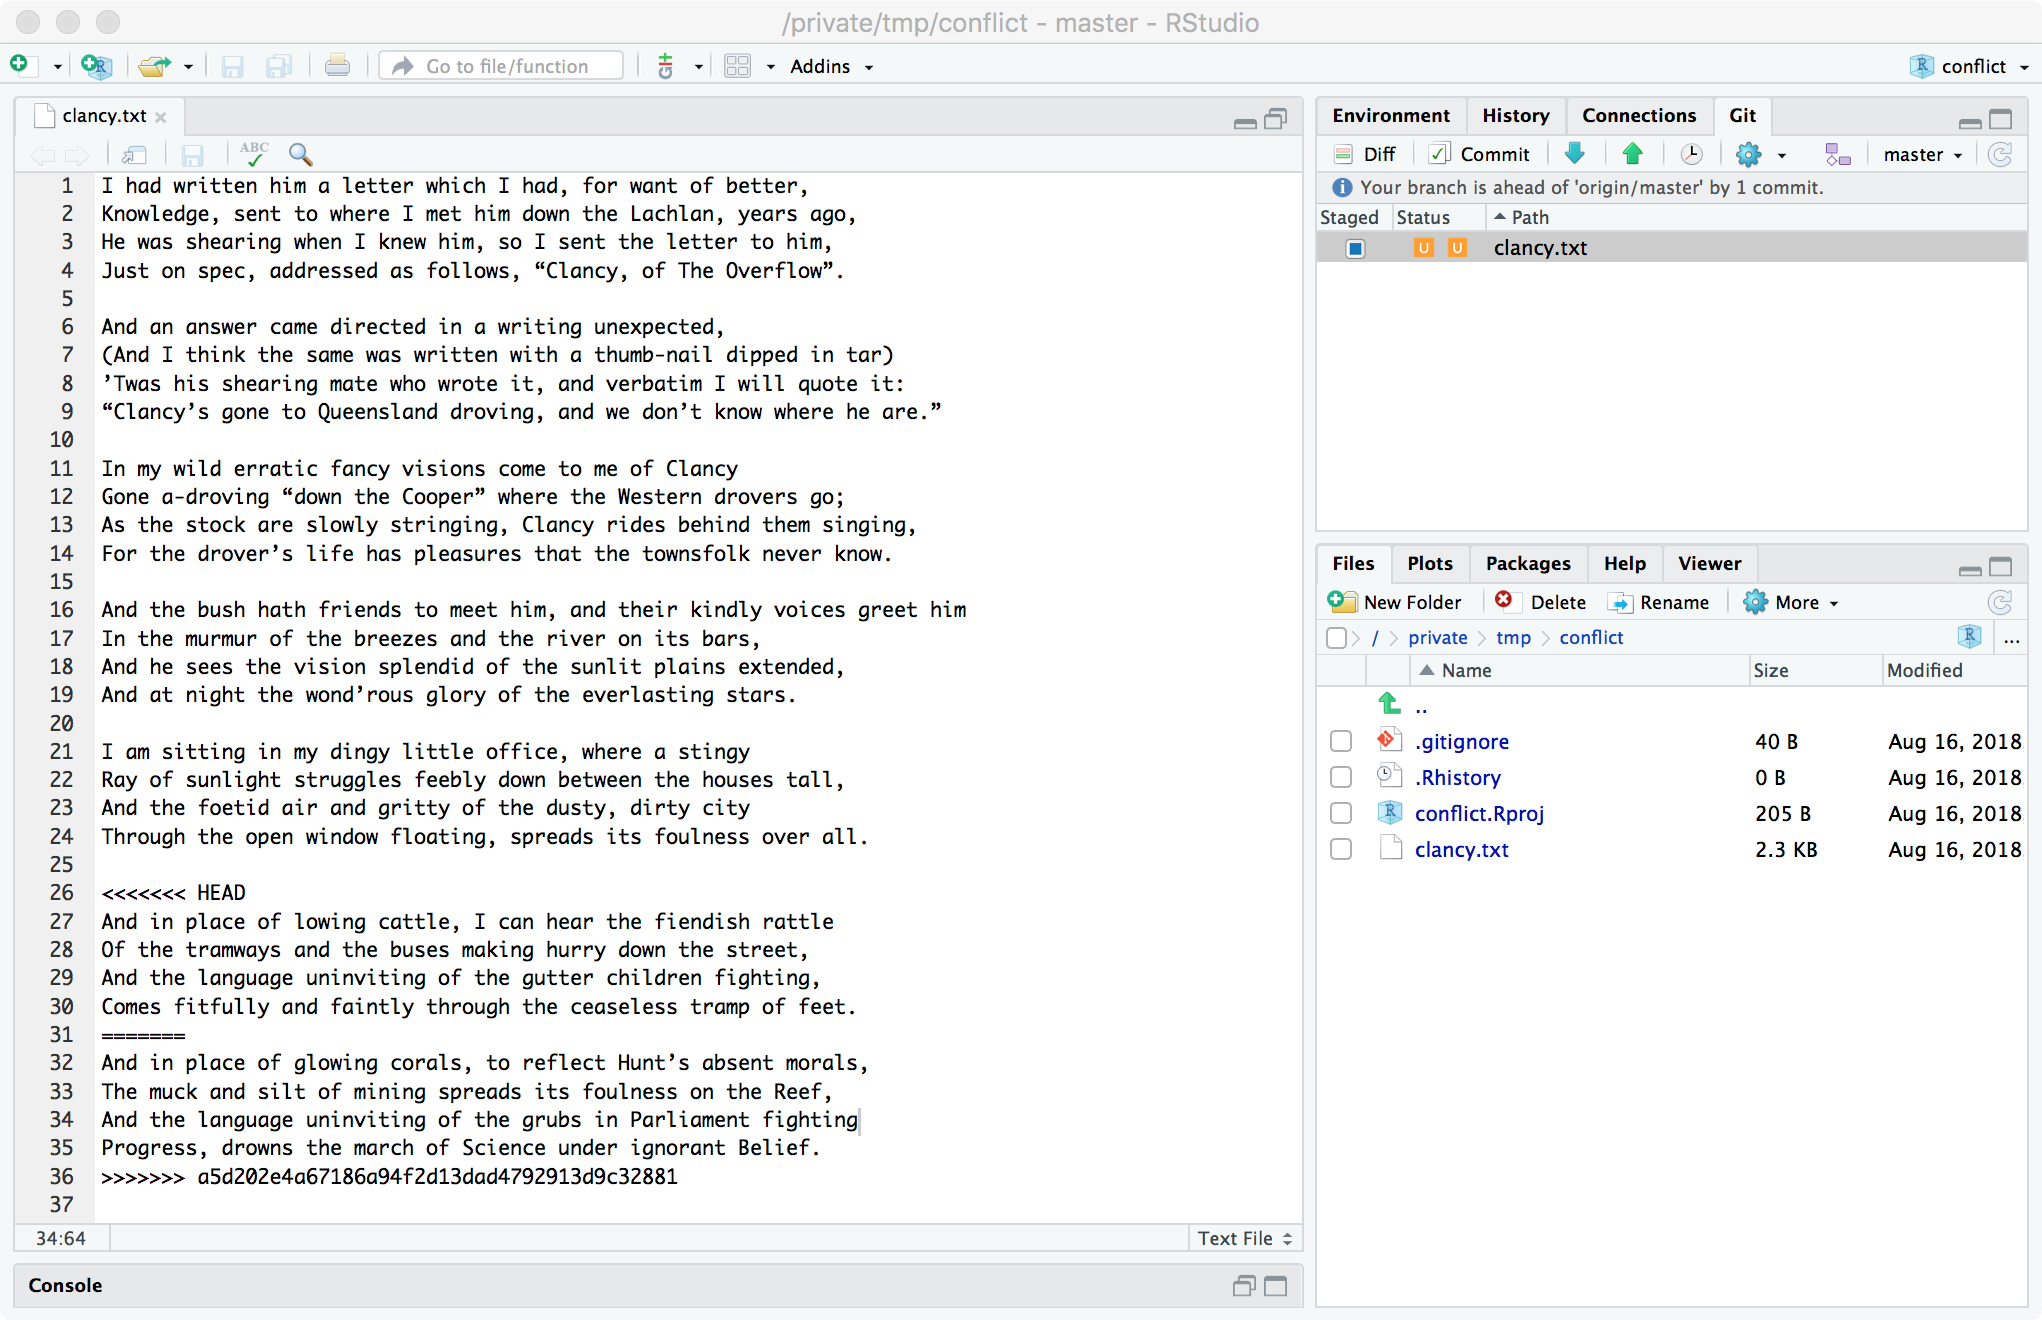 /private/tmp/conflict - master - RStudio
Go to file/function
Addins
conflict
clancy.txt
ABC
1 I had written him a letter which I had, for want of better,
2 Knowledge, sent to where I met him down the Lachlan, years ago,
3 He was shearing when I knew him, so I sent the letter to him,
4 Just on spec, addressed as follows, “Clancy, of The Overflow”.
5
6 And an answer came directed in a writing unexpected,
7 (And I think the same was written with a thumb-nail dipped in tar)
8 ’Twas his shearing mate who wrote it, and verbatim I will quote it:
9 “Clancy’s gone to Queensland droving, and we don’t know where he are.”
10
11 In my wild erratic fancy visions come to me of Clancy
12 Gone a-droving “down the Cooper” where the Western drovers go;
13 As the stock are slowly stringing, Clancy rides behind them singing,
14 For the drover’s life has pleasures that the townsfolk never know.
15
16 And the bush hath friends to meet him, and their kindly voices greet him
17 In the murmur of the breezes and the river on its bars,
18 And he sees the vision splendid of the sunlit plains extended,
19 And at night the wond’rous glory of the everlasting stars.
20
21 I am sitting in my dingy little office, where a stingy
22 Ray of sunlight struggles feebly down between the houses tall,
23 And the foetid air and gritty of the dusty, dirty city
24 Through the open window floating, spreads its foulness over all.
25
26 <<<<<<< HEAD
27 And in place of lowing cattle, I can hear the fiendish rattle
28 Of the tramways and the buses making hurry down the street,
29 And the language uninviting of the gutter children fighting,
30 Comes fitfully and faintly through the ceaseless tramp of feet.
31 =======
32 And in place of glowing corals, to reflect Hunt’s absent morals,
33 The muck and silt of mining spreads its foulness on the Reef,
34 And the language uninviting of the grubs in Parliament fighting
35 Progress, drowns the march of Science under ignorant Belief.
36 >>>>>>> a5d202e4a67186a94f2d13dad4792913d9c32881
37
34:64 Text File
Console
Environment History Connections Git
Diff Commit master
Your branch is ahead of 'origin/master' by 1 commit.
Staged Status Path
U U clancy.txt
Files Plots Packages Help Viewer
New Folder Delete Rename More
/ private tmp conflict R ...
Name Size Modified
..
.gitignore 40 B Aug 16, 2018
.Rhistory 0 B Aug 16, 2018
conflict.Rproj 205 B Aug 16, 2018
clancy.txt 2.3 KB Aug 16, 2018